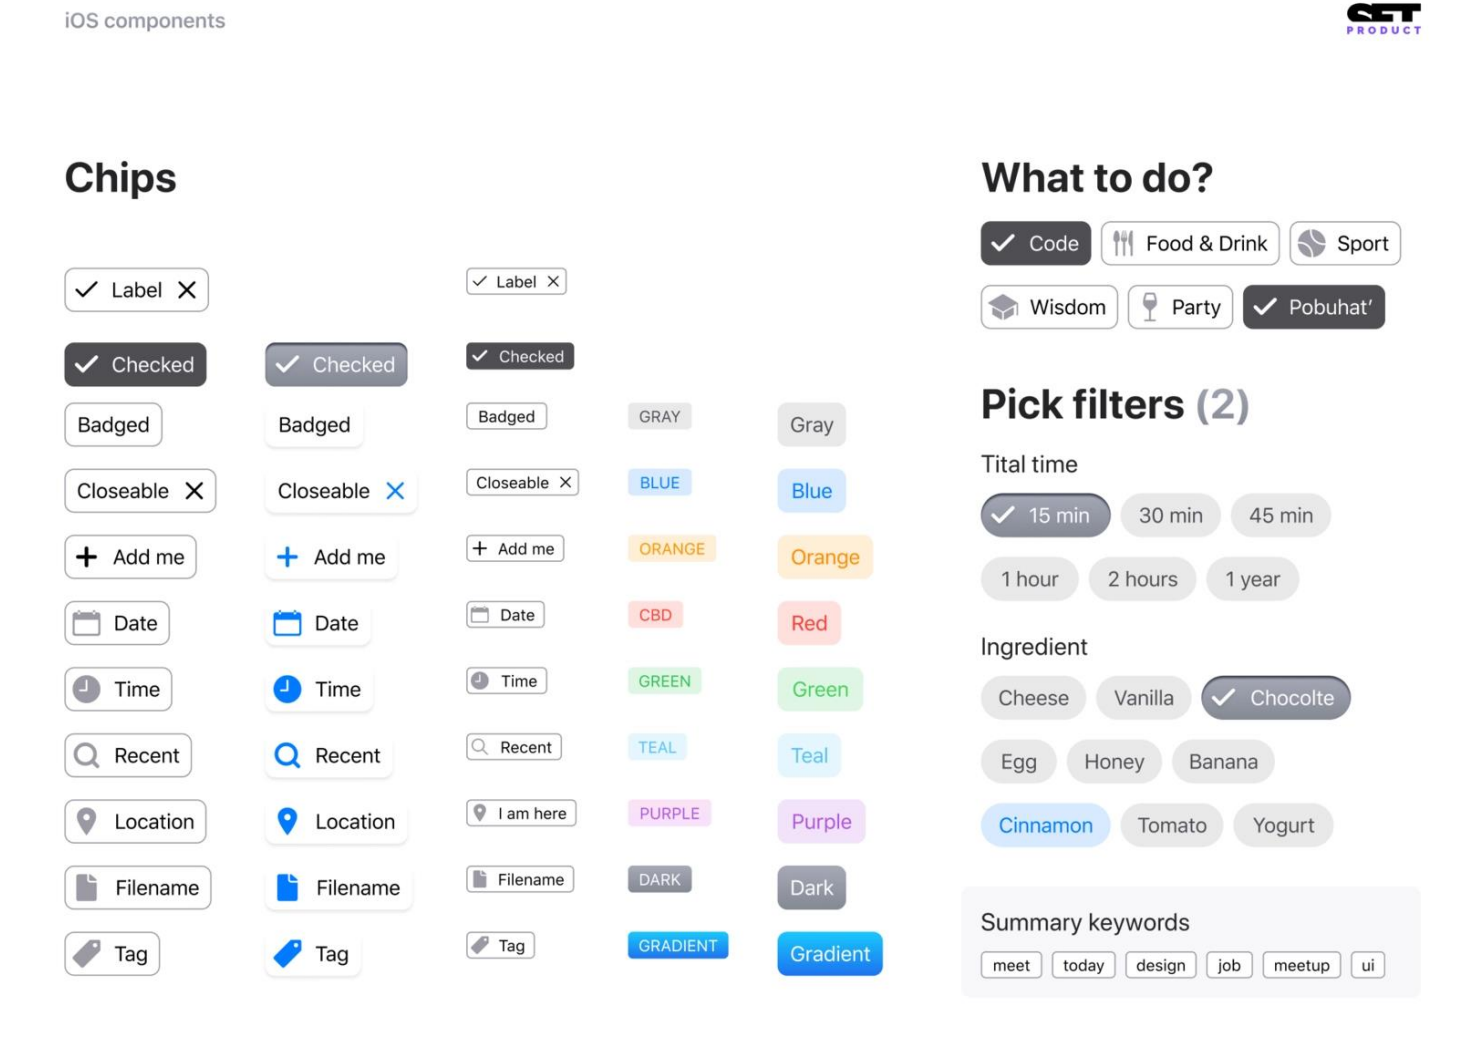 iOS components
SET
PRODUCT
Chips
Label
Checked
Badged
Closeable
Add me
Date
Time
Recent
Location
Filename
Tag
Checked
Badged
Closeable
Add me
Date
Time
Recent
Location
Filename
Tag
Label
Checked
Badged
Closeable
Add me
Date
Time
Recent
I am here
Filename
Tag
GRAY
BLUE
ORANGE
CBD
GREEN
TEAL
PURPLE
DARK
GRADIENT
Gray
Blue
Orange
Red
Green
Teal
Purple
Dark
Gradient
What to do?
Code Food & Drink Sport
Wisdom Party Pobuhat’
Pick filters (2)
Tital time
15 min 30 min 45 min
1 hour 2 hours 1 year
Ingredient
Cheese Vanilla Chocolte
Egg Honey Banana
Cinnamon Tomato Yogurt
Summary keywords
meet today design job meetup ui